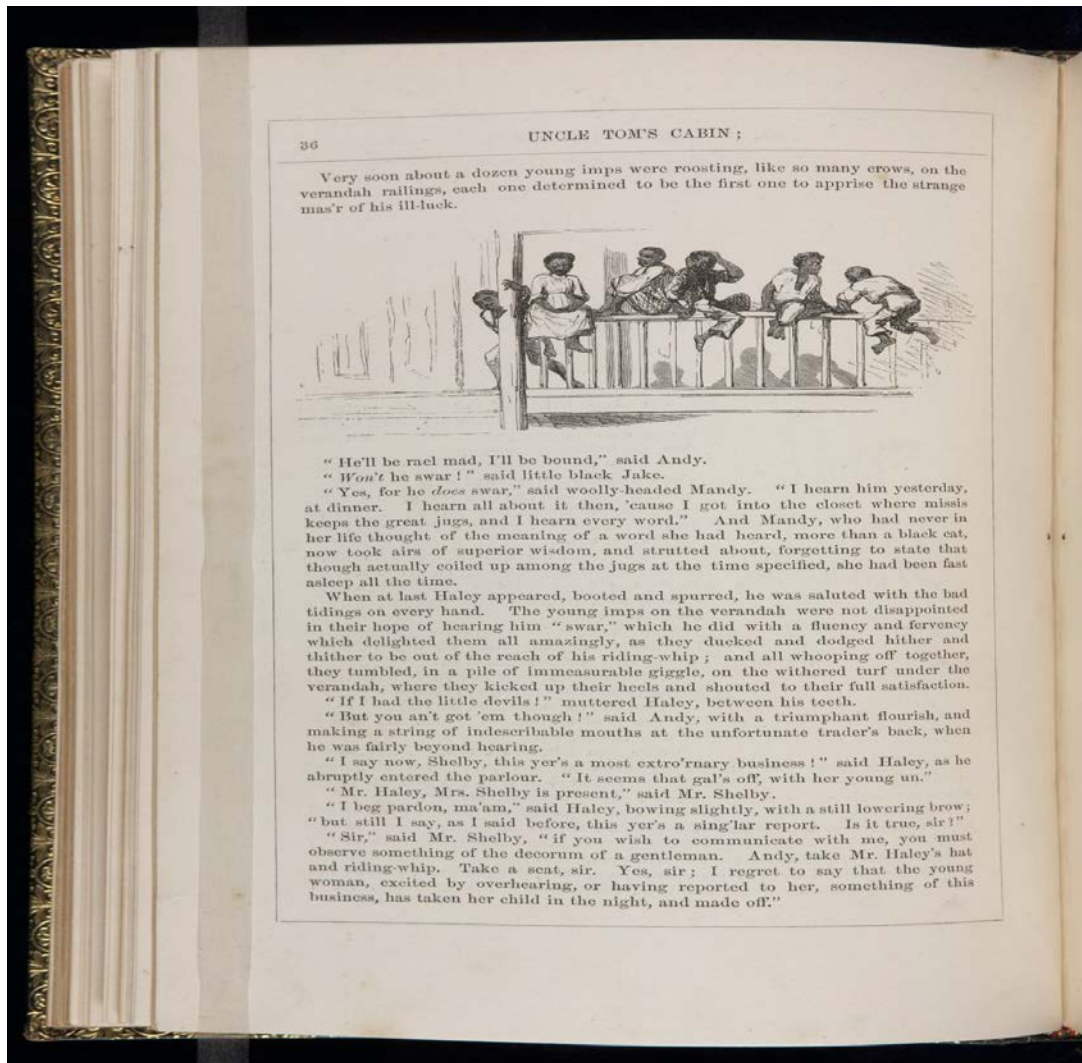 36
UNCLE TOM'S CABIN ;
Very soon about a dozen young imps were roosting, like so many crows, on the
verandah railings, each one determined to be the first one to apprise the strange
mas'r of his ill-luck.
" He'll be rael mad, I'll be bound," said Andy.
" Won't he swar ! " said little black Jake.
" Yes, for he does swar," said woolly-headed Mandy. " I hearn him yesterday,
at dinner. I hearn all about it then, 'cause I got into the closet where missis
keeps the great jugs, and I hearn every word." And Mandy, who had never in
her life thought of the meaning of a word she had heard, more than a black cat,
now took airs of superior wisdom, and strutted about, forgetting to state that
though actually coiled up among the jugs at the time specified, she had been fast
asleep all the time.
When at last Haley appeared, booted and spurred, he was saluted with the bad
tidings on every hand. The young imps on the verandah were not disappointed
in their hope of hearing him " swar," which he did with a fluency and fervency
which delighted them all amazingly, as they ducked and dodged hither and
thither to be out of the reach of his riding-whip ; and all whooping off together,
they tumbled, in a pile of immeasurable giggle, on the withered turf under the
verandah, where they kicked up their heels and shouted to their full satisfaction.
" If I had the little devils ! " muttered Haley, between his teeth.
" But you an't got 'em though ! " said Andy, with a triumphant flourish, and
making a string of indescribable mouths at the unfortunate trader's back, when
he was fairly beyond hearing.
" I say now, Shelby, this yer's a most extro'rnary business ! " said Haley, as he
abruptly entered the parlour. " It seems that gal's off, with her young un."
" Mr. Haley, Mrs. Shelby is present," said Mr. Shelby.
" I beg pardon, ma'am," said Haley, bowing slightly, with a still lowering brow ;
" but still I say, as I said before, this yer's a sing'lar report. Is it true, sir ? "
" Sir," said Mr. Shelby, " if you wish to communicate with me, you must
observe something of the decorum of a gentleman. Andy, take Mr. Haley's hat
and riding-whip. Take a seat, sir. Yes, sir ; I regret to say that the young
woman, excited by overhearing, or having reported to her, something of this
business, has taken her child in the night, and made off."